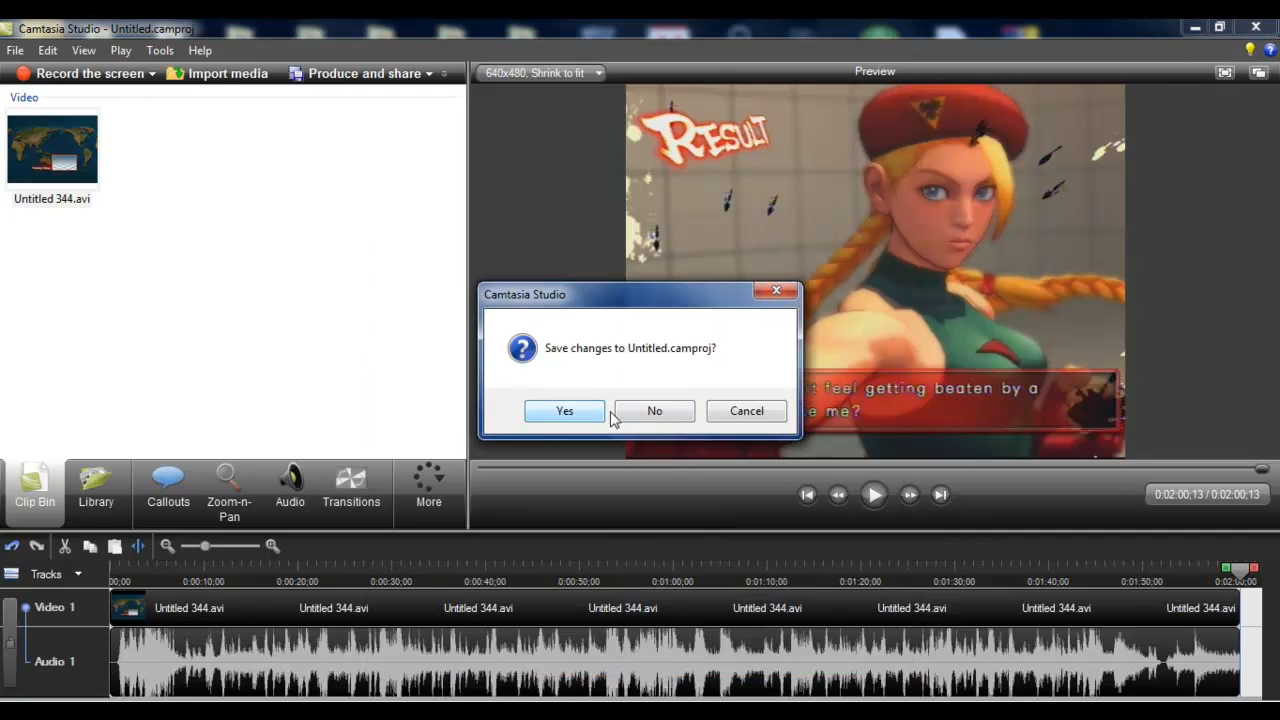 Camtasia Studio - Untitled.camproj
File Edit View Play Tools Help
Record the screen Import media Produce and share
640x480, Shrink to fit
Preview
Video
Untitled 344.avi
RESULT
Camtasia Studio
Save changes to Untitled.camproj?
Yes No Cancel
feel getting beaten by a
me?
Clip Bin Library Callouts Zoom-n-Pan Audio Transitions More
0:02:00;13 / 0:02:00;13
Tracks
00;00 0:00:10;00 0:00:20;00 0:00:30;00 0:00:40;00 0:00:50;00 0:01:00;00 0:01:10;00 0:01:20;00 0:01:30;00 0:01:40;00 0:01:50;00 0:02:00;00
Video 1 Untitled 344.avi Untitled 344.avi Untitled 344.avi Untitled 344.avi Untitled 344.avi Untitled 344.avi Untitled 344.avi Untitled 344.avi
Audio 1